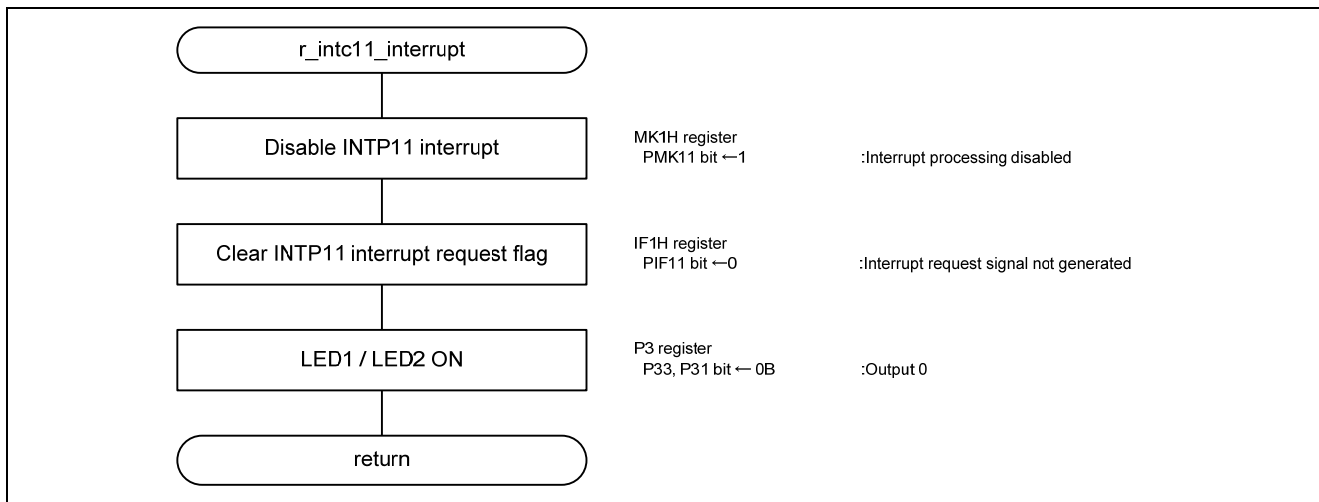 r_intc11_interrupt
Disable INTP11 interrupt
MK1H register
PMK11 bit ←1 :Interrupt processing disabled
Clear INTP11 interrupt request flag
IF1H register
PIF11 bit ←0 :Interrupt request signal not generated
LED1 / LED2 ON
P3 register
P33, P31 bit ← 0B :Output 0
return